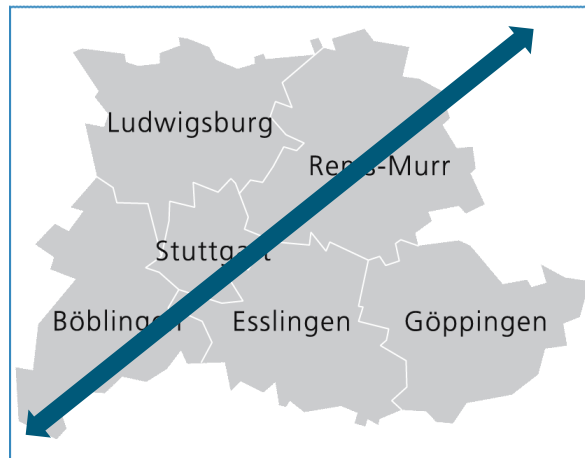 Ludwigsburg
Rems-Murr
Stuttgart
Böblingen
Esslingen
Göppingen